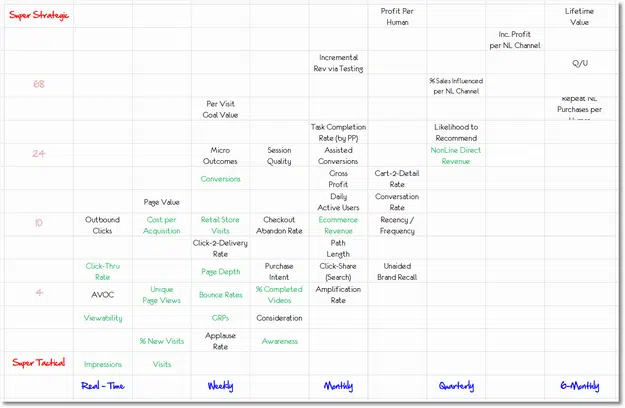 Super Strategic
Profit Per
Human
Lifetime
Value
Inc. Profit
per NL Channel
Incremental
Rev via Testing
Q/U
68
% Sales Influenced
per NL Channel
Per Visit
Goal Value
Repeat NL
Purchases per
Human
Task Completion
Rate (by PP)
Likelihood to
Recommend
24
Micro
Outcomes
Session
Quality
Assisted
Conversions
NonLine Direct
Revenue
Conversions
Gross
Profit
Cart-2-Detail
Rate
Page Value
Daily
Active Users
Conversation
Rate
10
Outbound
Clicks
Cost per
Acquisition
Retail Store
Visits
Checkout
Abandon Rate
Ecommerce
Revenue
Recency /
Frequency
Click-2-Delivery
Rate
Path
Length
Click-Thru
Rate
Page Depth
Purchase
Intent
Click-Share
(Search)
Unaided
Brand Recall
4
AVOC
Unique
Page Views
Bounce Rates
% Completed
Videos
Amplification
Rate
Viewability
GRPs
Consideration
% New Visits
Applause
Rate
Awareness
Super Tactical
Impressions
Visits
Real - Time
Weekly
Monthly
Quarterly
6-Monthly